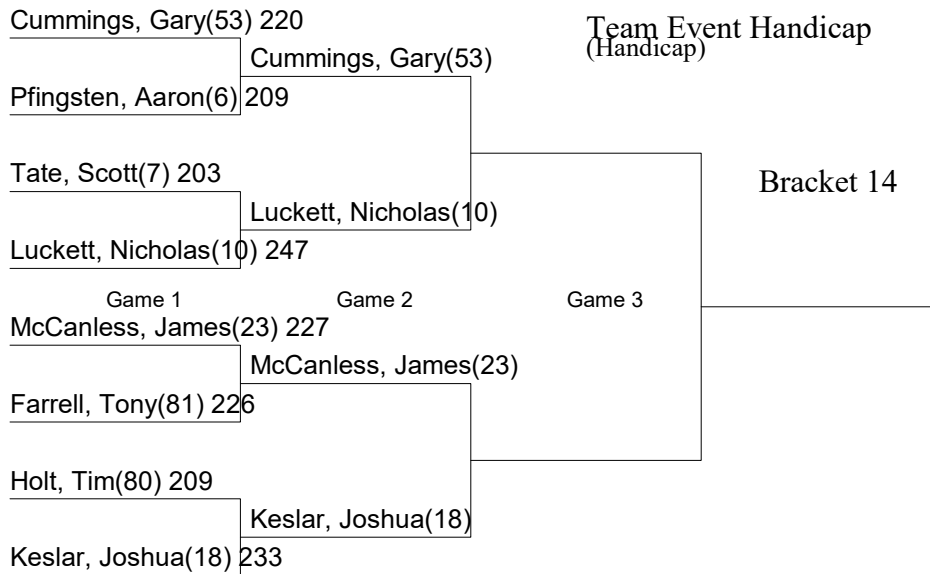 Cummings, Gary(53) 220
Team Event Handicap
(Handicap)
Cummings, Gary(53)
Pfingsten, Aaron(6) 209
Tate, Scott(7) 203
Bracket 14
Luckett, Nicholas(10)
Luckett, Nicholas(10) 247
Game 1
Game 2
Game 3
McCanless, James(23) 227
McCanless, James(23)
Farrell, Tony(81) 226
Holt, Tim(80) 209
Keslar, Joshua(18)
Keslar, Joshua(18) 233